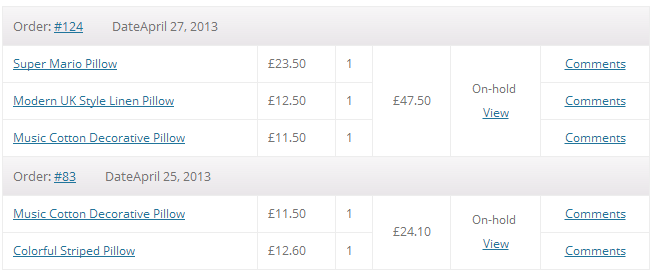 Order: #124 DateApril 27, 2013
Super Mario Pillow £23.50 1 Comments
Modern UK Style Linen Pillow £12.50 1 £47.50 On-hold View Comments
Music Cotton Decorative Pillow £11.50 1 Comments
Order: #83 DateApril 25, 2013
Music Cotton Decorative Pillow £11.50 1 £24.10 On-hold Comments
Colorful Striped Pillow £12.60 1 View Comments